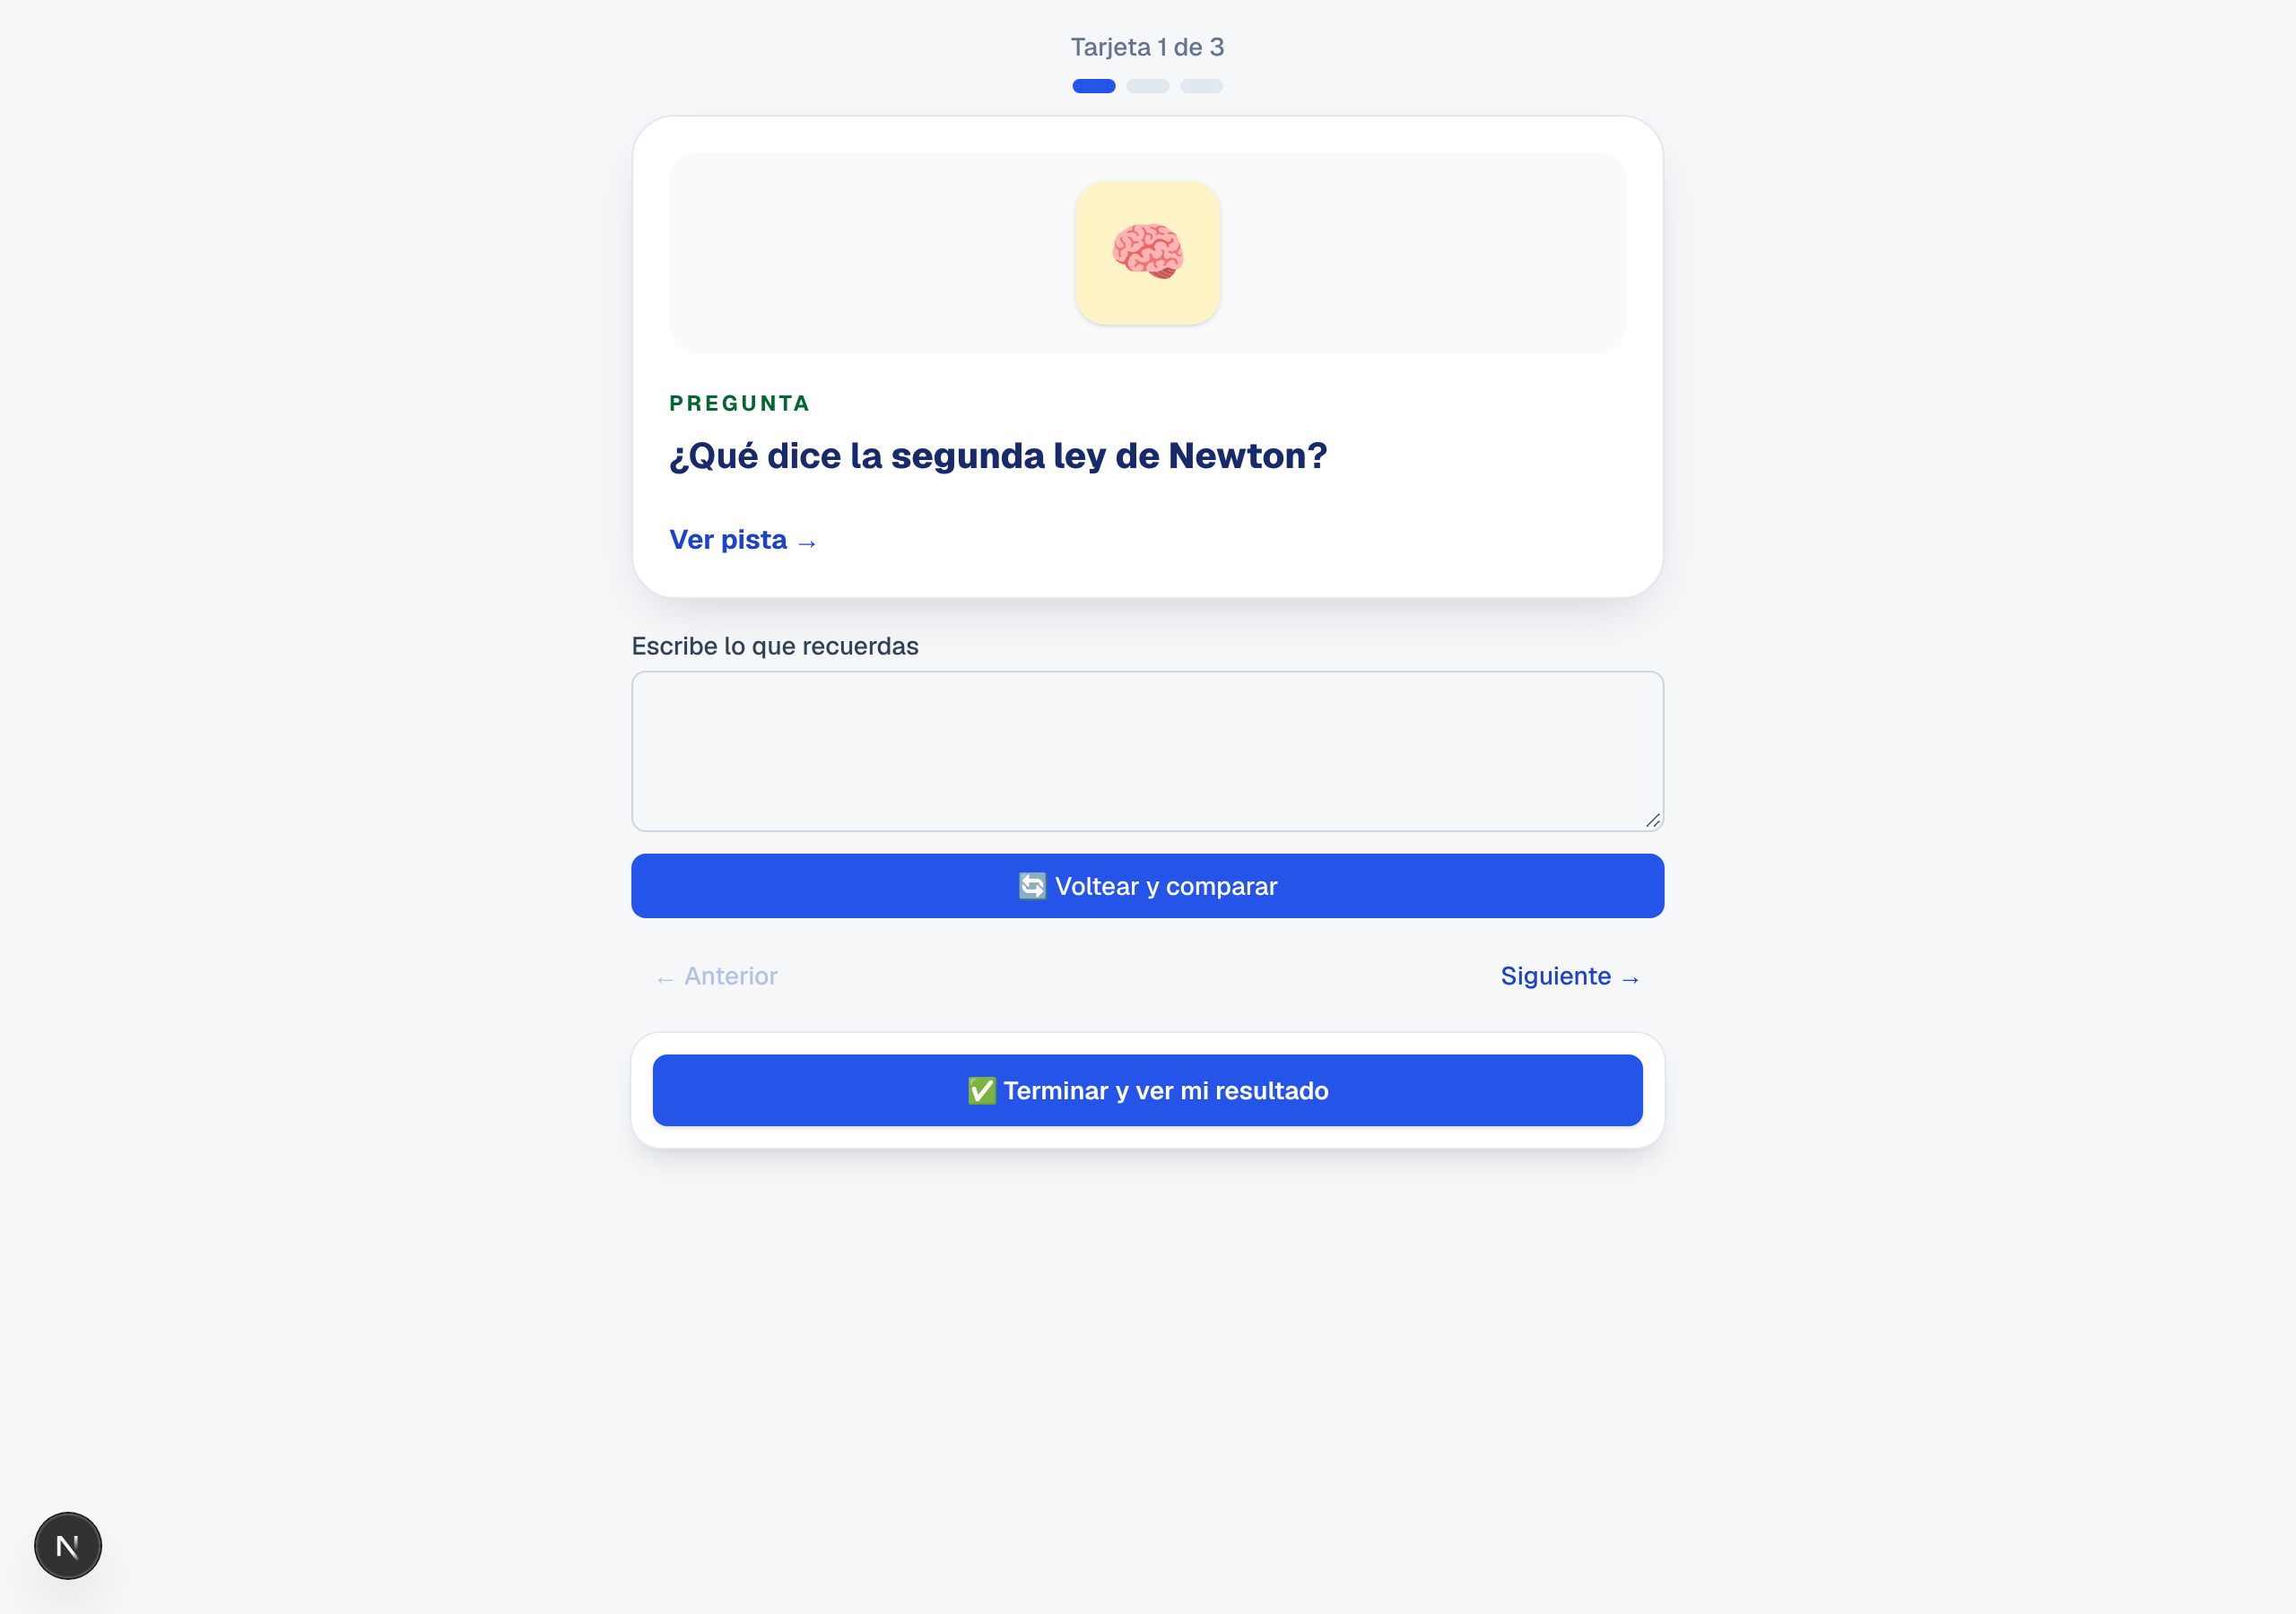 Tarjeta 1 de 3
PREGUNTA
¿Qué dice la segunda ley de Newton?
Ver pista →
Escribe lo que recuerdas
🔄 Voltear y comparar
← Anterior
Siguiente →
✅ Terminar y ver mi resultado
N